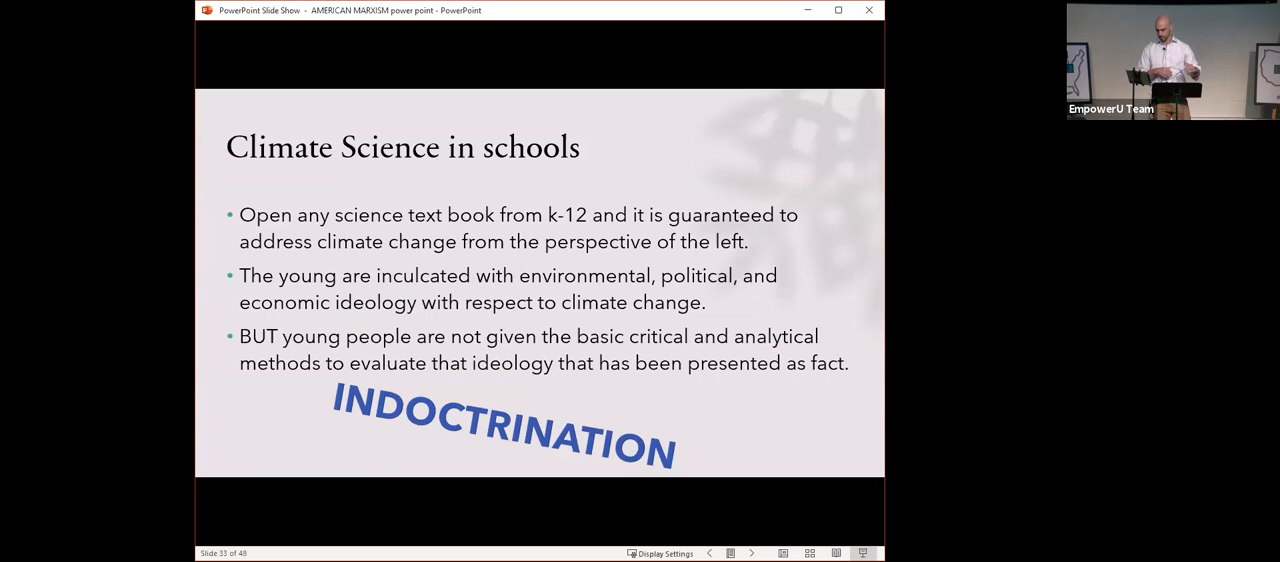 PowerPoint Slide Show - AMERICAN MARXISM power point - PowerPoint
EmpowerU Team
Climate Science in schools
• Open any science text book from k-12 and it is guaranteed to
address climate change from the perspective of the left.
• The young are inculcated with environmental, political, and
economic ideology with respect to climate change.
• BUT young people are not given the basic critical and analytical
methods to evaluate that ideology that has been presented as fact.
INDOCTRINATION
Slide 33 of 48
Display Settings